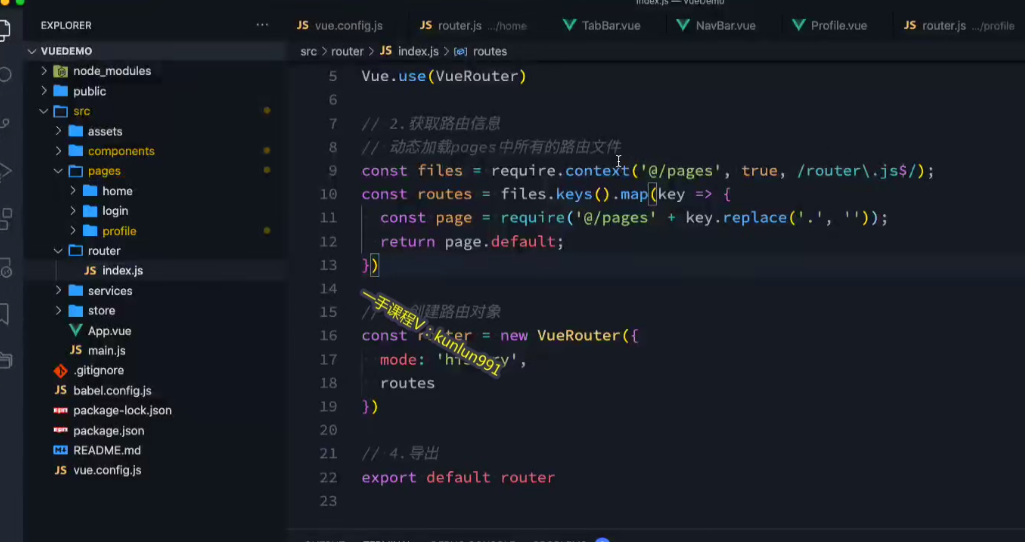 index.js — VueDemo
EXPLORER
vue.config.js
router.js .../home
TabBar.vue
NavBar.vue
Profile.vue
router.js .../profile
VUEDEMO
src > router > JS index.js > routes
node_modules
public
src
assets
components
pages
home
login
profile
router
JS index.js
services
store
App.vue
JS main.js
.gitignore
JS babel.config.js
package-lock.json
package.json
README.md
JS vue.config.js
5 Vue.use(VueRouter)
6
7 // 2.获取路由信息
8 // 动态加载pages中所有的路由文件
9 const files = require.context('@/pages', true, /router\.js$/);
10 const routes = files.keys().map(key => {
11 const page = require('@/pages' + key.replace('.', ''));
12 return page.default;
13 })
14
15 // 创建路由对象
16 const router = new VueRouter({
17 mode: 'history',
18 routes
19 })
20
21 // 4.导出
22 export default router
23
一手课程V：kunlun991